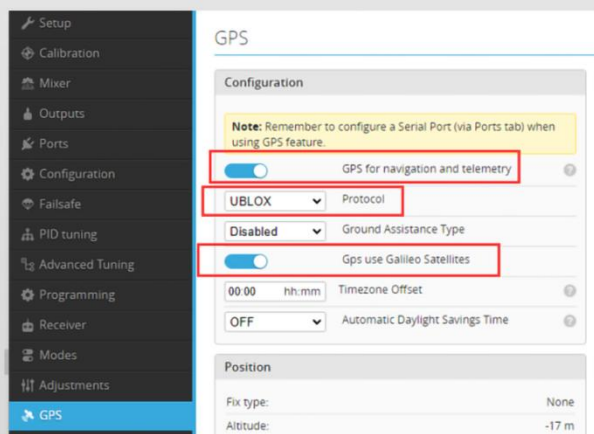 Setup
Calibration
Mixer
Outputs
Ports
Configuration
Failsafe
PID tuning
Advanced Tuning
Programming
Receiver
Modes
Adjustments
GPS
GPS
Configuration
Note: Remember to configure a Serial Port (via Ports tab) when
using GPS feature.
GPS for navigation and telemetry
UBLOX Protocol
Disabled Ground Assistance Type
Gps use Galileo Satellites
00:00 hh:mm Timezone Offset
OFF Automatic Daylight Savings Time
Position
Fix type: None
Altitude: -17 m